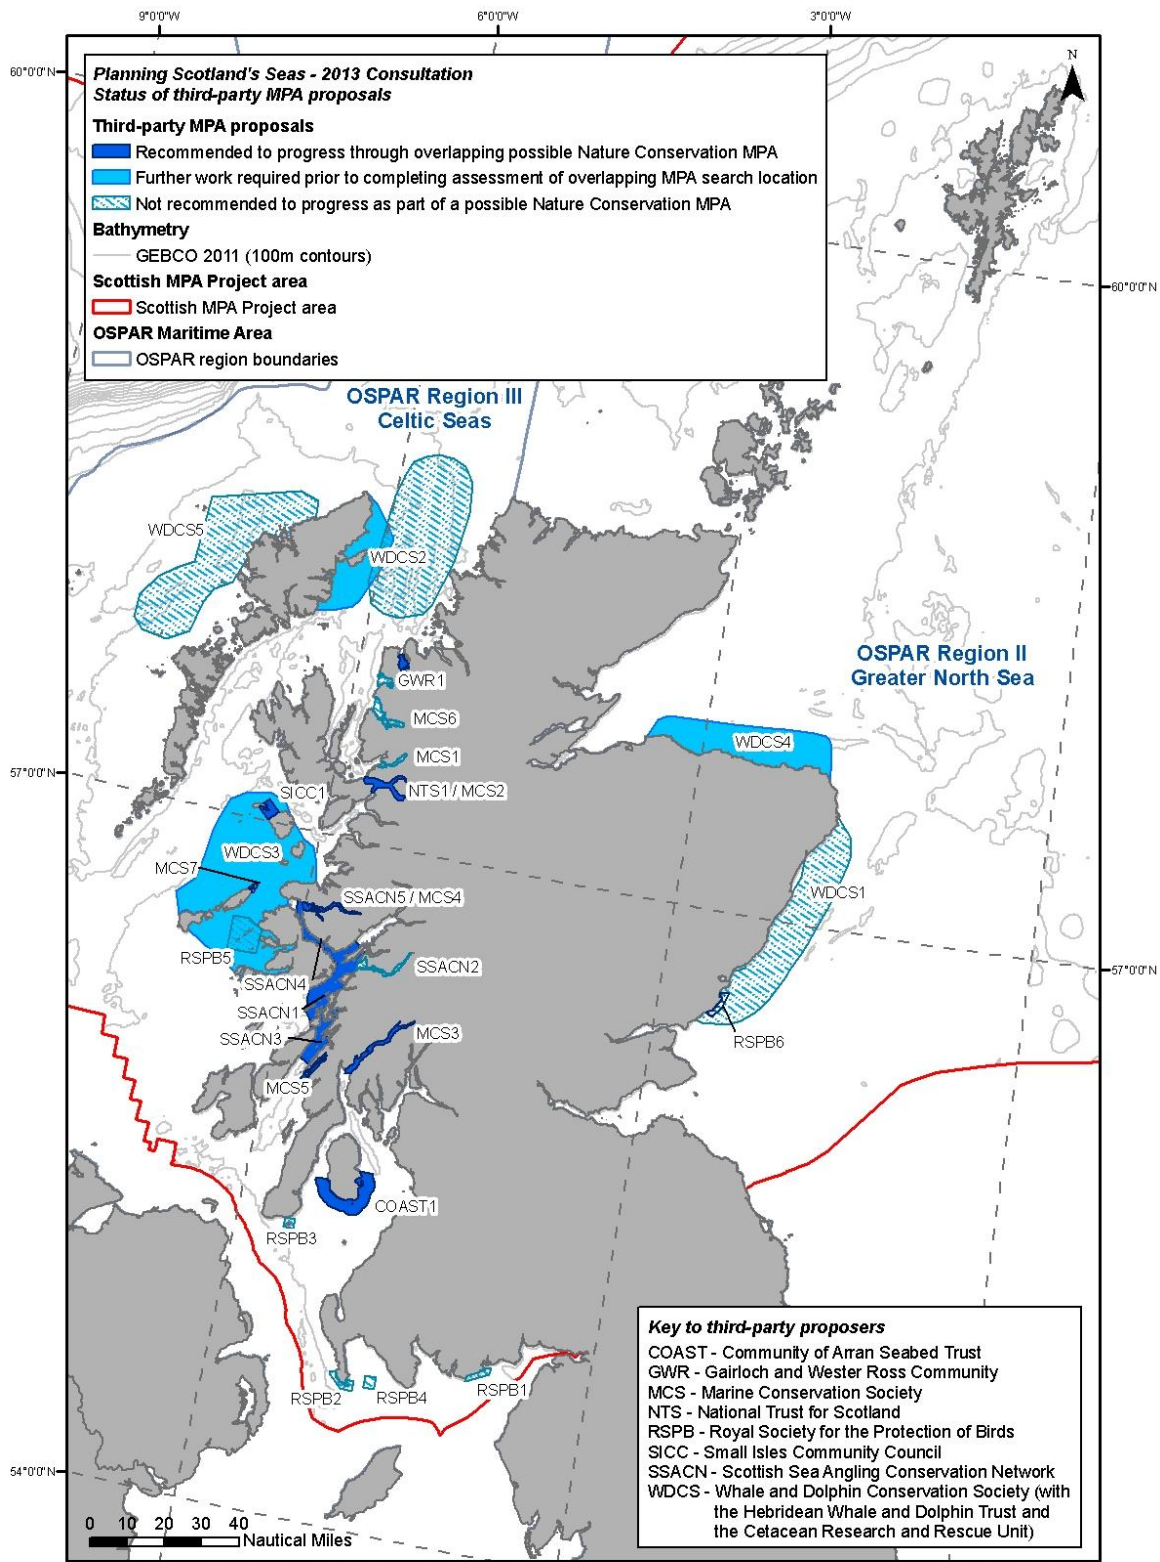 9°0'0"W
6°0'0"W
3°0'0"W
60°0'0"N
N
Planning Scotland's Seas - 2013 Consultation
Status of third-party MPA proposals
Third-party MPA proposals
Recommended to progress through overlapping possible Nature Conservation MPA
Further work required prior to completing assessment of overlapping MPA search location
Not recommended to progress as part of a possible Nature Conservation MPA
Bathymetry
GEBCO 2011 (100m contours)
Scottish MPA Project area
Scottish MPA Project area
OSPAR Maritime Area
OSPAR region boundaries
60°0'0"N
OSPAR Region III
Celtic Seas
WDCS5
WDCS2
OSPAR Region II
Greater North Sea
GWR1
MCS6
WDCS4
MCS1
57°0'0"N
SICC1
NTS1 / MCS2
WDCS3
MCS7
WDCS1
SSACN5 / MCS4
RSPB5
SSACN2
57°0'0"N
SSACN4
SSACN1
SSACN3
MCS3
RSPB6
MCS5
COAST1
RSPB3
RSPB2
RSPB4
RSPB1
54°0'0"N
Key to third-party proposers
COAST - Community of Arran Seabed Trust
GWR - Gairloch and Wester Ross Community
MCS - Marine Conservation Society
NTS - National Trust for Scotland
RSPB - Royal Society for the Protection of Birds
SICC - Small Isles Community Council
SSACN - Scottish Sea Angling Conservation Network
WDCS - Whale and Dolphin Conservation Society (with
the Hebridean Whale and Dolphin Trust and
the Cetacean Research and Rescue Unit)
0 10 20 30 40
Nautical Miles